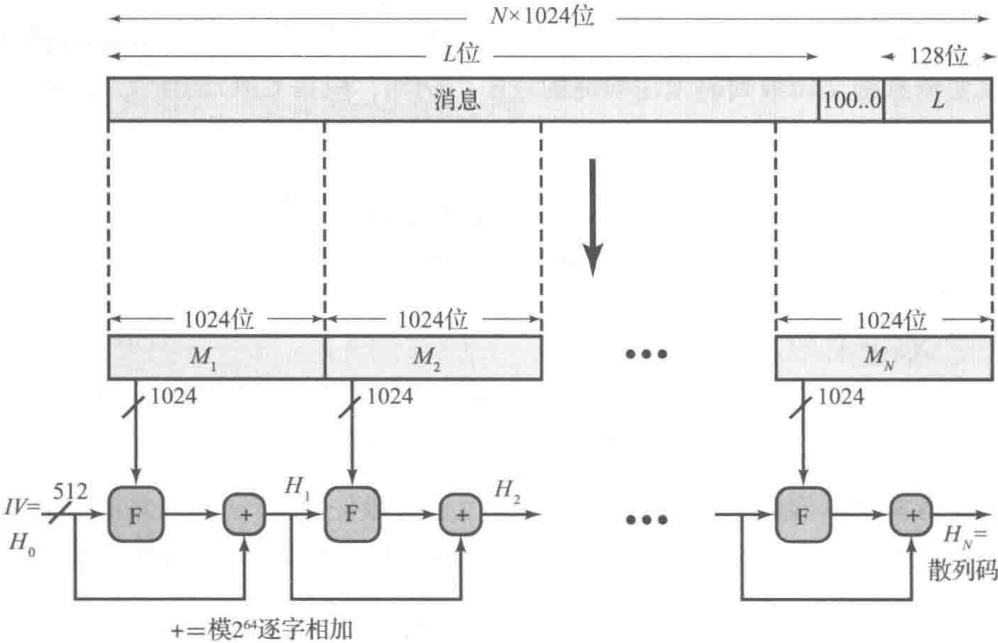 N×1024位
L位
128位
消息
100..0
L
1024位
1024位
1024位
M₁
M₂
•••
M_N
1024
1024
1024
512
IV=
H₀
F
+
H₁
F
+
H₂
•••
F
+
H_N=
散列码
+=模2⁶⁴逐字相加